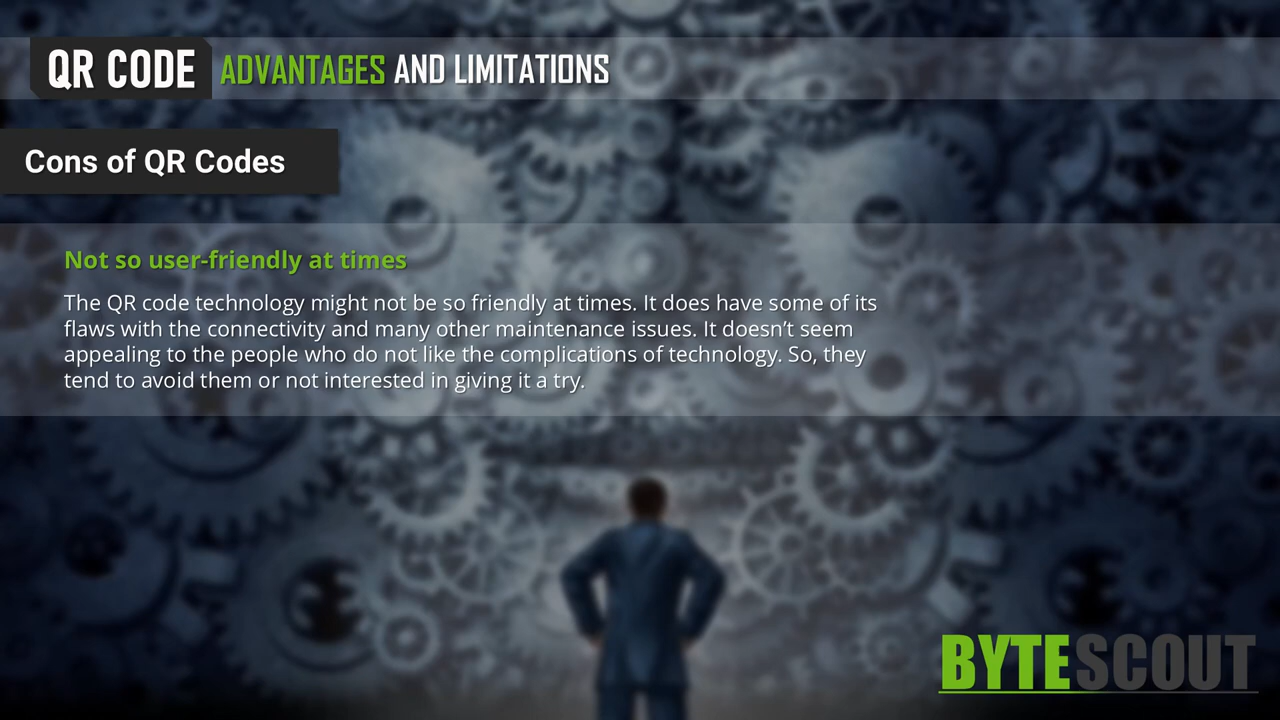 QR CODE ADVANTAGES AND LIMITATIONS
Cons of QR Codes
Not so user-friendly at times
The QR code technology might not be so friendly at times. It does have some of its
flaws with the connectivity and many other maintenance issues. It doesn’t seem
appealing to the people who do not like the complications of technology. So, they
tend to avoid them or not interested in giving it a try.
BYTESCOUT